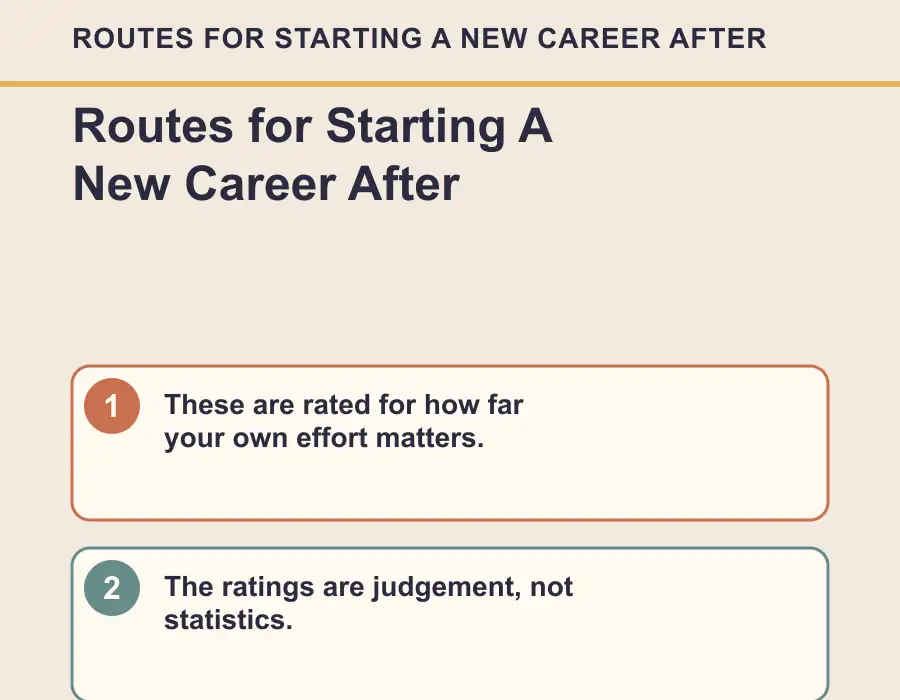 ROUTES FOR STARTING A NEW CAREER AFTER
Routes for Starting A
New Career After
1
These are rated for how far
your own effort matters.
2
The ratings are judgement, not
statistics.